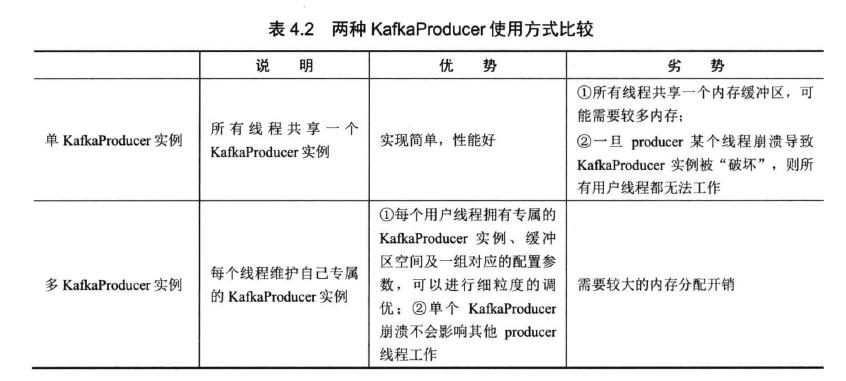 表 4.2 两种 KafkaProducer 使用方式比较
说 明
优 势
劣 势
单 KafkaProducer 实例
所有线程共享一个
KafkaProducer 实例
实现简单，性能好
①所有线程共享一个内存缓冲区，可
能需要较多内存；
②一旦 producer 某个线程崩溃导致
KafkaProducer 实例被“破坏”，则所
有用户线程都无法工作
多 KafkaProducer 实例
每个线程维护自己专属
的 KafkaProducer 实例
①每个用户线程拥有专属的
KafkaProducer 实例、缓冲
区空间及一组对应的配置参
数，可以进行细粒度的调
优；②单个 KafkaProducer
崩溃不会影响其他 producer
线程工作
需要较大的内存分配开销